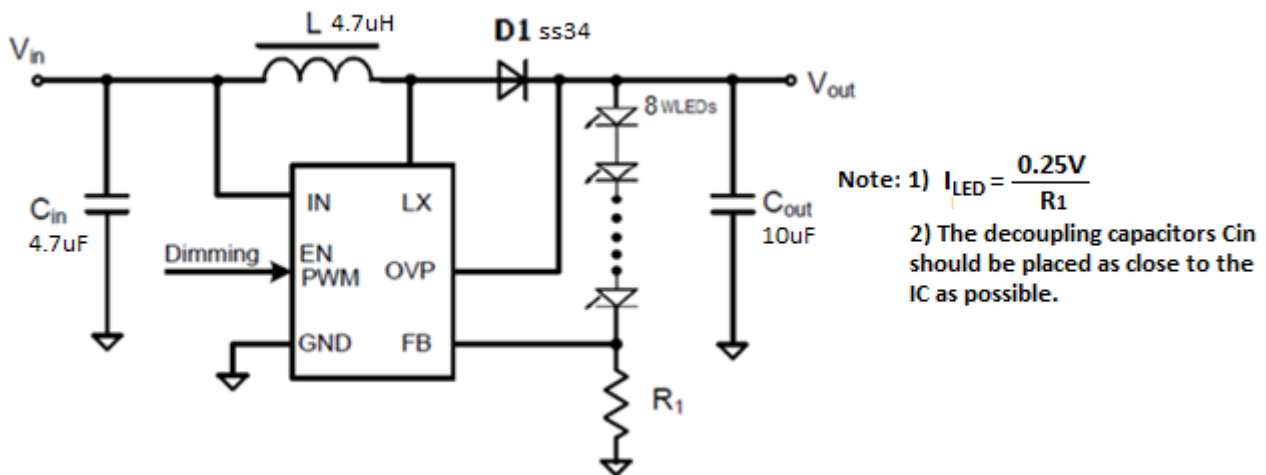 L 4.7uH
D1 ss34
Vin
Vout
8 WLEDs
Cin
4.7uF
IN LX
Dimming
EN
PWM
OVP
GND FB
R1
Cout
10uF
Note: 1) ILED = 0.25V
R1
2) The decoupling capacitors Cin
should be placed as close to the
IC as possible.